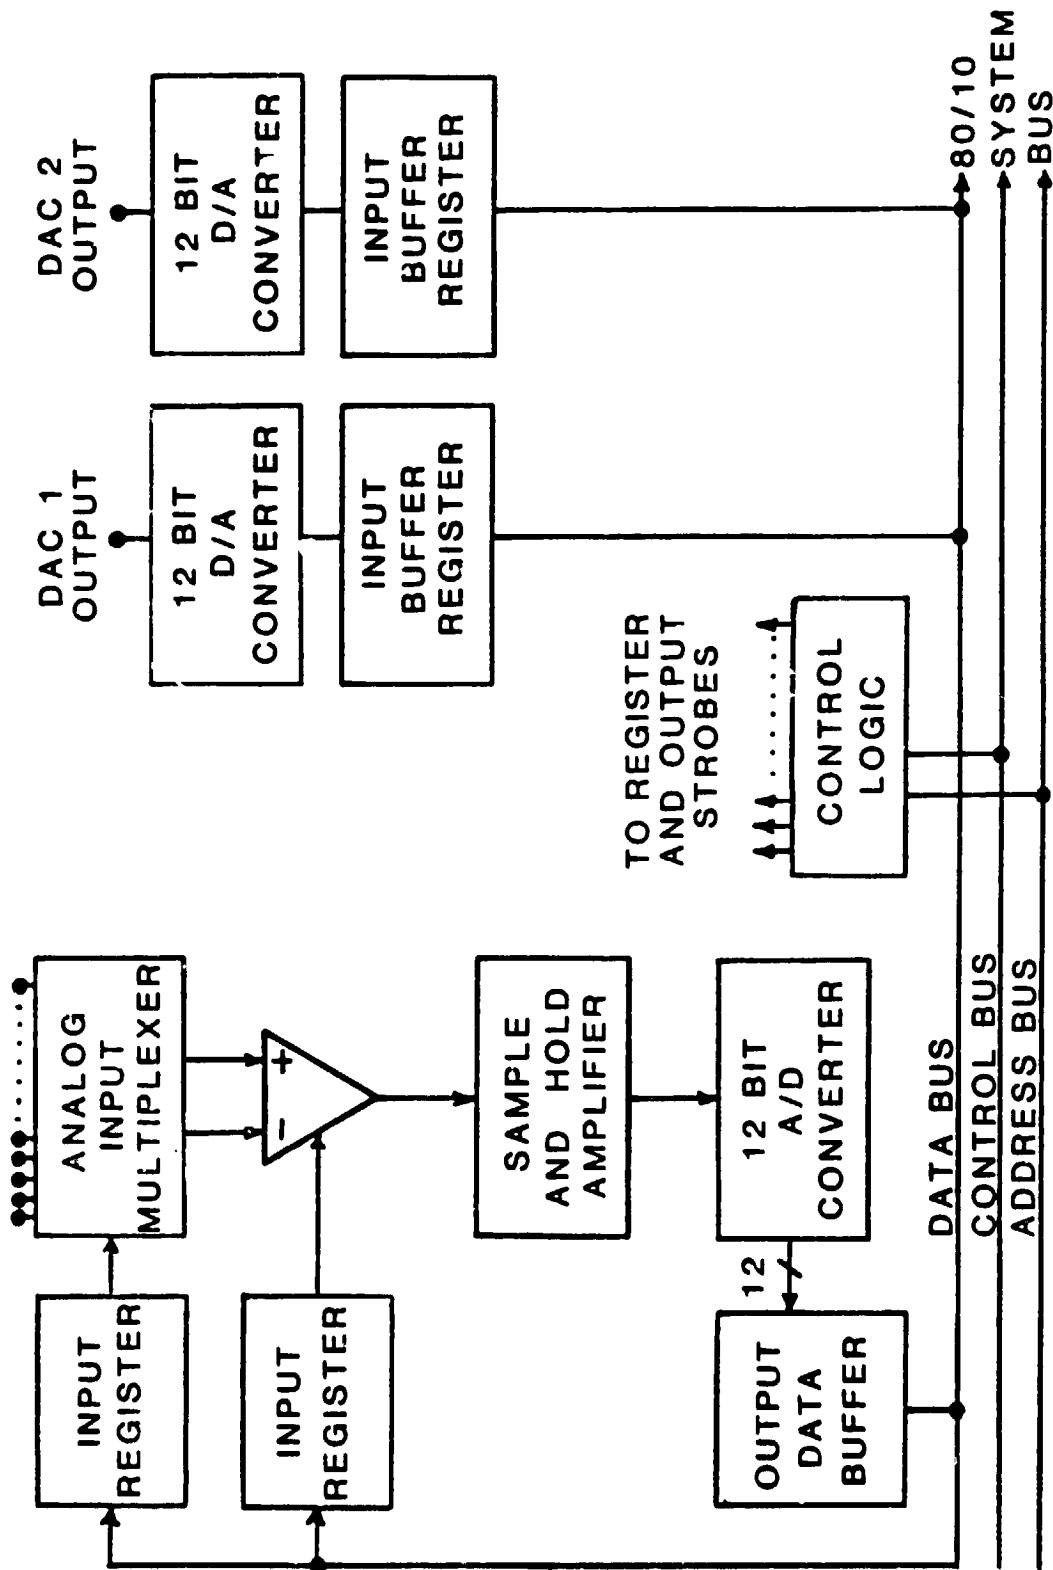 ANALOG
INPUT
MULTIPLEXER
INPUT
REGISTER
+
-
INPUT
REGISTER
SAMPLE
AND HOLD
AMPLIFIER
12 BIT
A/D
CONVERTER
12
OUTPUT
DATA
BUFFER
TO REGISTER
AND OUTPUT
STROBES
CONTROL
LOGIC
DAC 1
OUTPUT
12 BIT
D/A
CONVERTER
INPUT
BUFFER
REGISTER
DAC 2
OUTPUT
12 BIT
D/A
CONVERTER
INPUT
BUFFER
REGISTER
DATA BUS
CONTROL BUS
ADDRESS BUS
80/10
SYSTEM
BUS